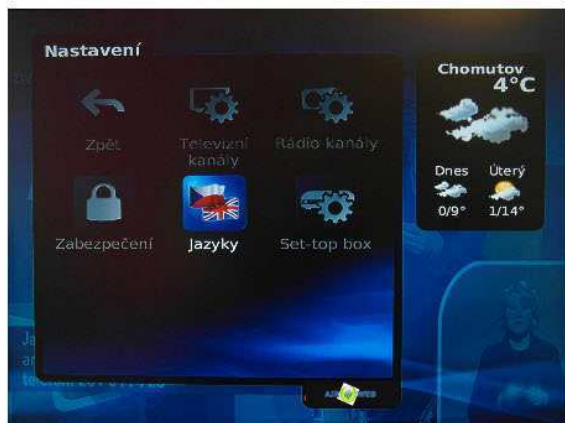 Nastavení
Zpět
Televizní
kanály
Rádio kanály
Zabezpečení
Jazyky
Set-top box
Chomutov
4°C
Dnes
Úterý
0/9°
1/14°